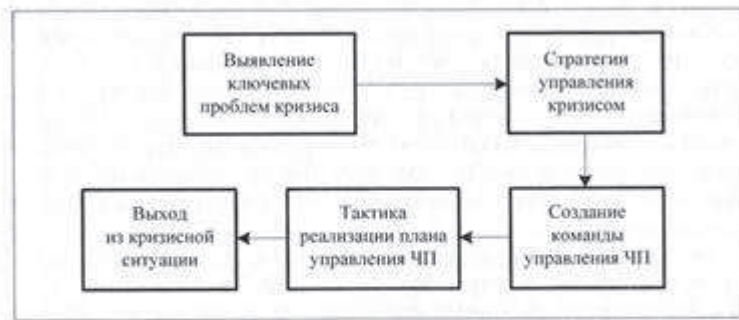 Выявление
ключевых
проблем кризиса
Стратегии
управления
кризисом
Создание
команды
управления ЧП
Тактика
реализации плана
управления ЧП
Выход
из кризисной
ситуации